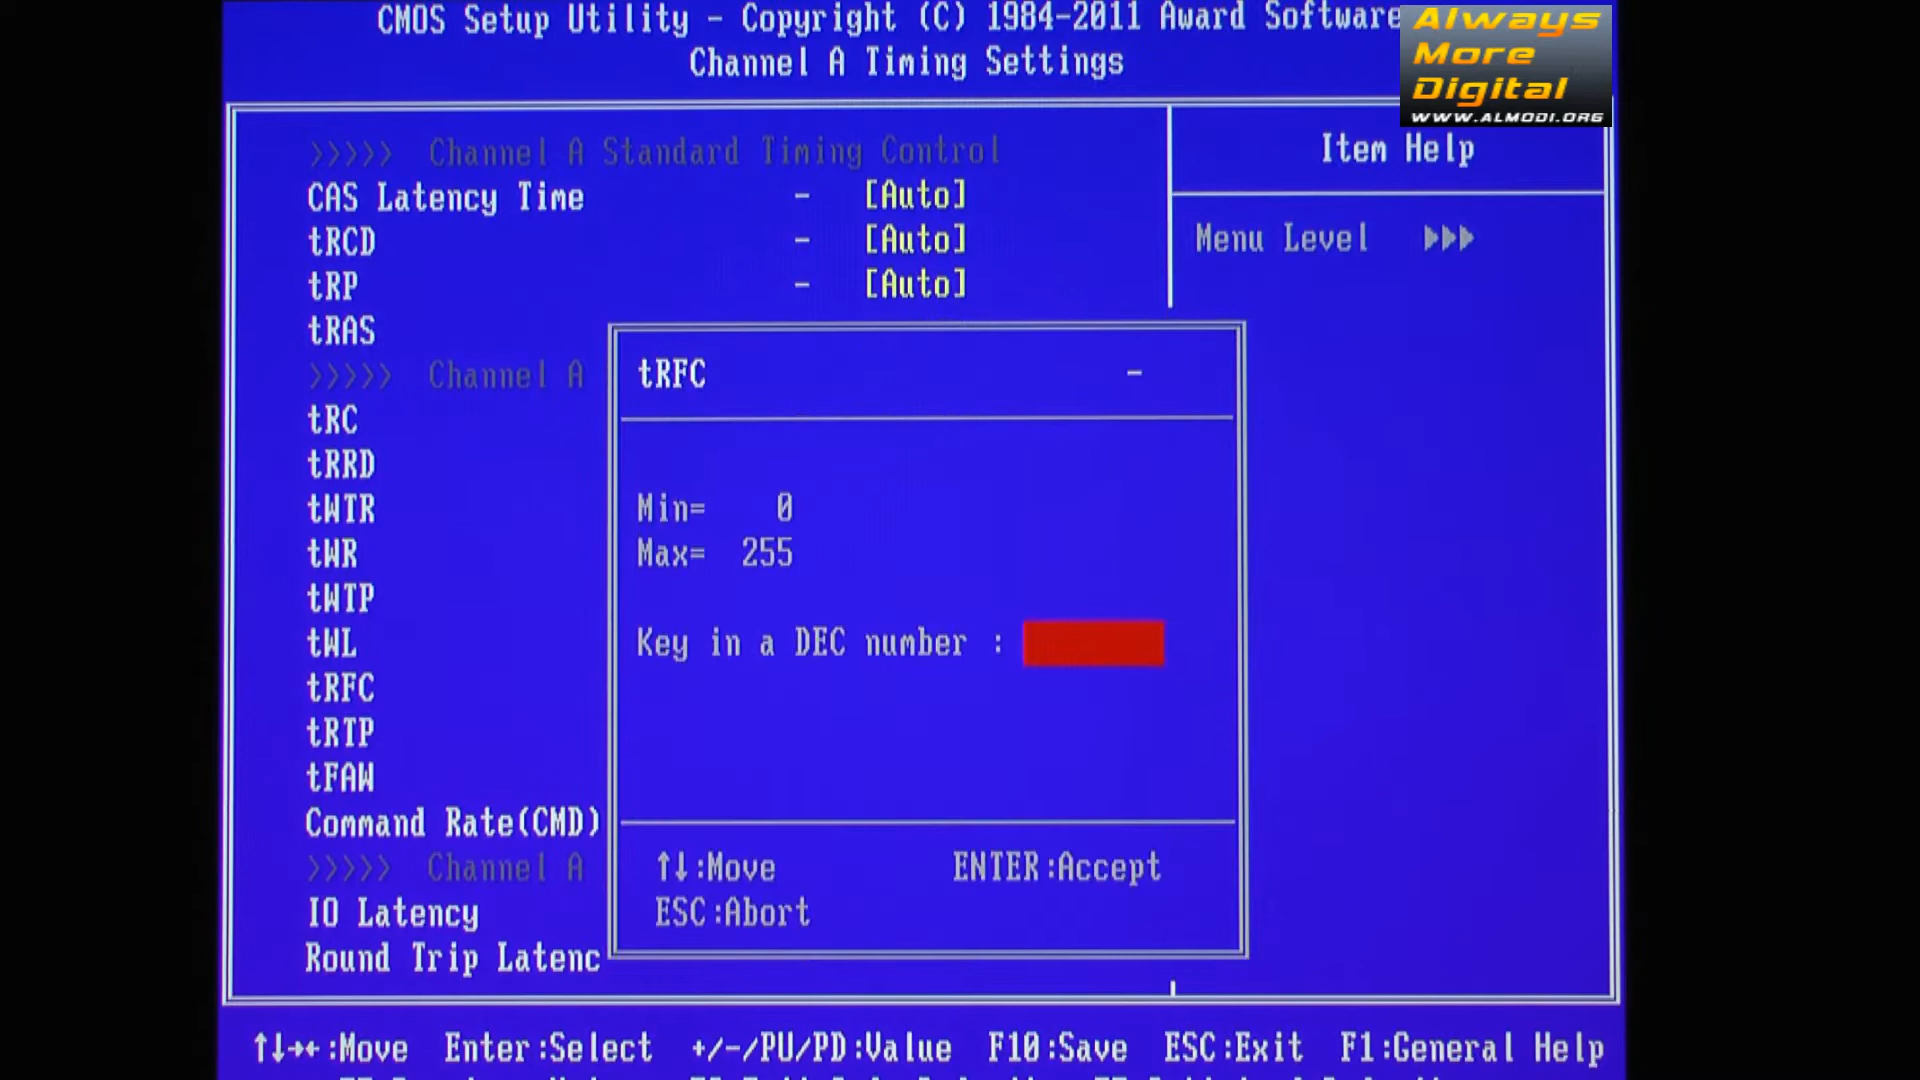 CMOS Setup Utility - Copyright (C) 1984-2011 Award Software
Channel A Timing Settings
Always
More
Digital
WWW.ALMODI.ORG
>>>>> Channel A Standard Timing Control
CAS Latency Time - [Auto]
tRCD - [Auto]
tRP - [Auto]
tRAS
>>>>> Channel A
tRC
tRRD
tWTR
tWR
tWTP
tWL
tRFC
tRTP
tFAW
Command Rate(CMD)
>>>>> Channel A
IO Latency
Round Trip Latenc
Item Help
Menu Level ▶▶▶
tRFC -
Min= 0
Max= 255
Key in a DEC number :
↑↓:Move ENTER:Accept
ESC:Abort
↑↓→←:Move Enter:Select +/-/PU/PD:Value F10:Save ESC:Exit F1:General Help